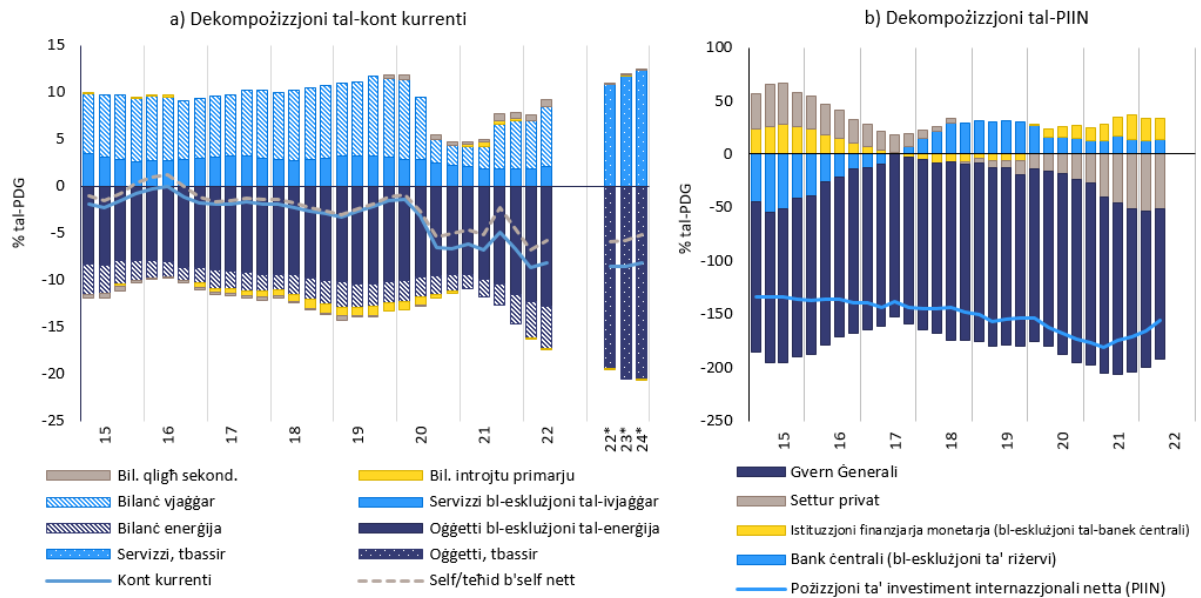 a) Dekompożizzjoni tal-kont kurrenti
% tal-PDG
15
10
5
0
-5
-10
-15
-20
-25
15
16
17
18
19
20
21
22
22*
23*
24*
Bil. qligħ sekond.
Bil. introjtu primarju
Bilanċ vjaġġar
Servizzi bl-esklużjoni tal-ivjaġġar
Bilanċ enerġija
Oġġetti bl-esklużjoni tal-enerġija
Servizzi, tbassir
Oġġetti, tbassir
Kont kurrenti
Self/teħid b'self nett
b) Dekompożizzjoni tal-PIIN
% tal-PDG
100
50
0
-50
-100
-150
-200
-250
15
16
17
18
19
20
21
22
Gvern Ġenerali
Settur privat
Istituzzjoni finanzjarja monetarja (bl-esklużjoni tal-banek ċentrali)
Bank ċentrali (bl-esklużjoni ta' riżervi)
Pożizzjoni ta' investiment internazzjonali netta (PIIN)